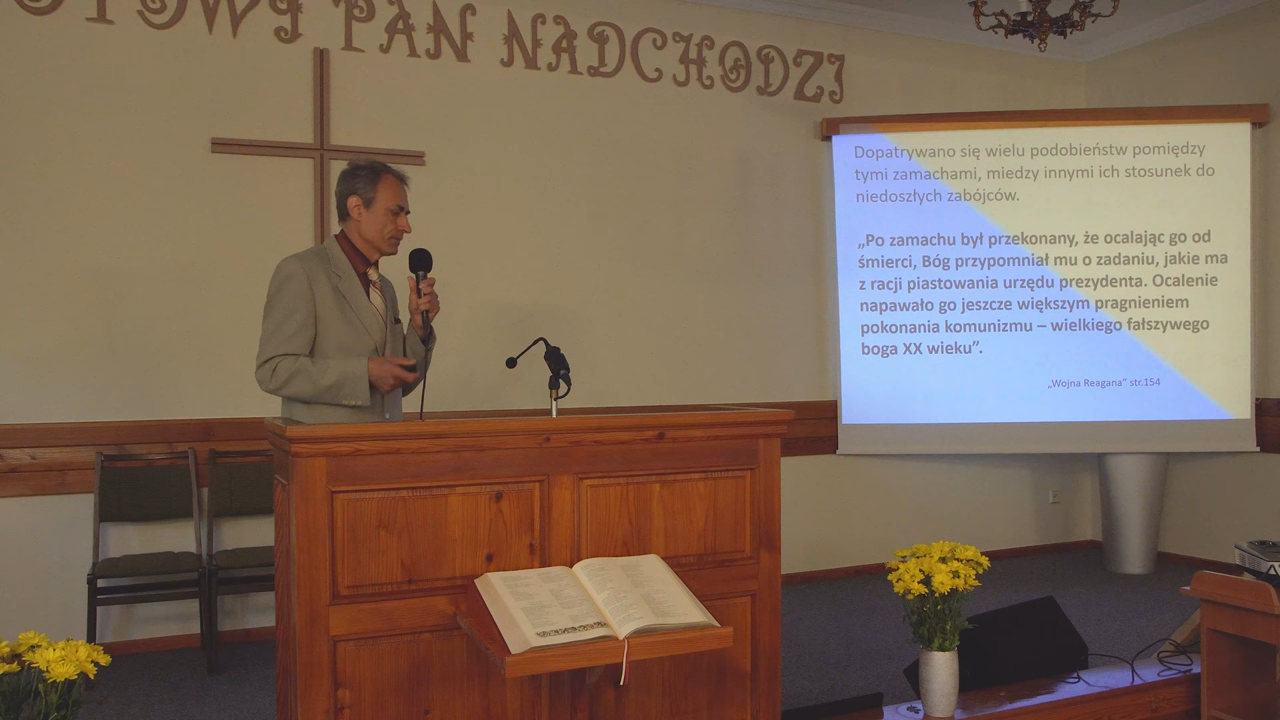 PAN NADCHODZI
Dopatrywano się wielu podobieństw pomiędzy
tymi zamachami, miedzy innymi ich stosunek do
niedoszłych zabójców.
„Po zamachu był przekonany, że ocalając go od
śmierci, Bóg przypomniał mu o zadaniu, jakie ma
z racji piastowania urzędu prezydenta. Ocalenie
napawało go jeszcze większym pragnieniem
pokonania komunizmu – wielkiego fałszywego
boga XX wieku”.
„Wojna Reagana” str.154